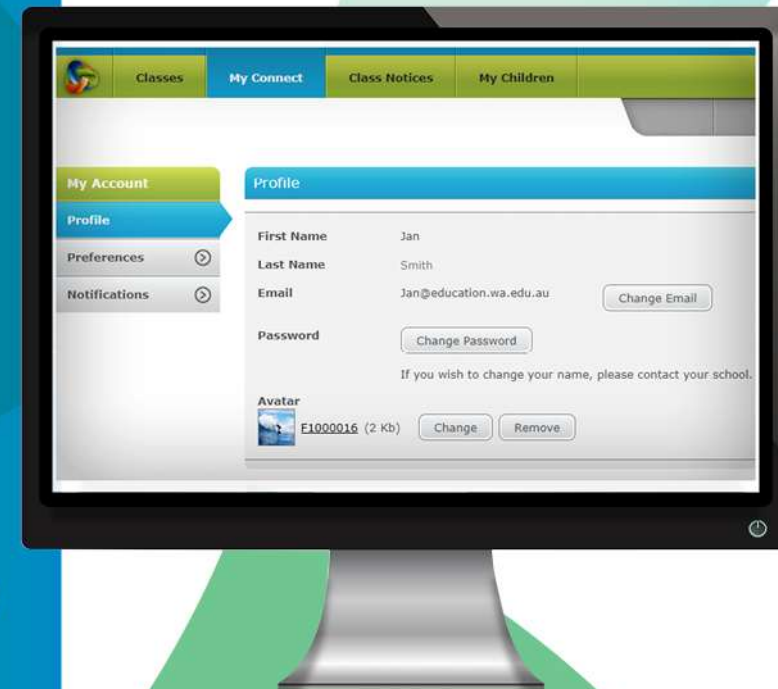 Classes My Connect Class Notices My Children
My Account
Profile
Preferences
Notifications
Profile
First Name Jan
Last Name Smith
Email Jan@education.wa.edu.au Change Email
Password Change Password
If you wish to change your name, please contact your school.
Avatar
F1000016 (2 Kb) Change Remove